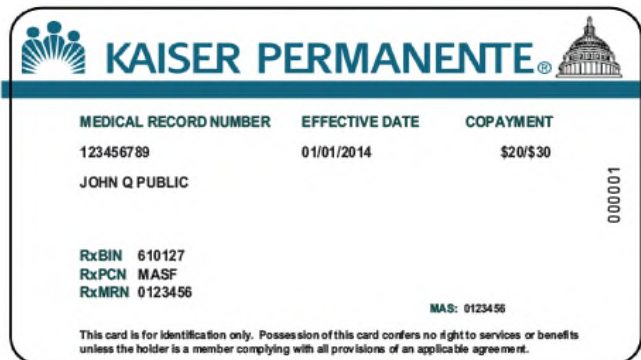 KAISER PERMANENTE®
MEDICAL RECORD NUMBER EFFECTIVE DATE COPAYMENT
123456789 01/01/2014 $20/$30
JOHN Q PUBLIC
000001
RxBIN 610127
RxPCN MASF
RxMRN 0123456
MAS: 0123456
This card is for identification only. Possession of this card confers no right to services or benefits
unless the holder is a member complying with all provisions of an applicable agreement.